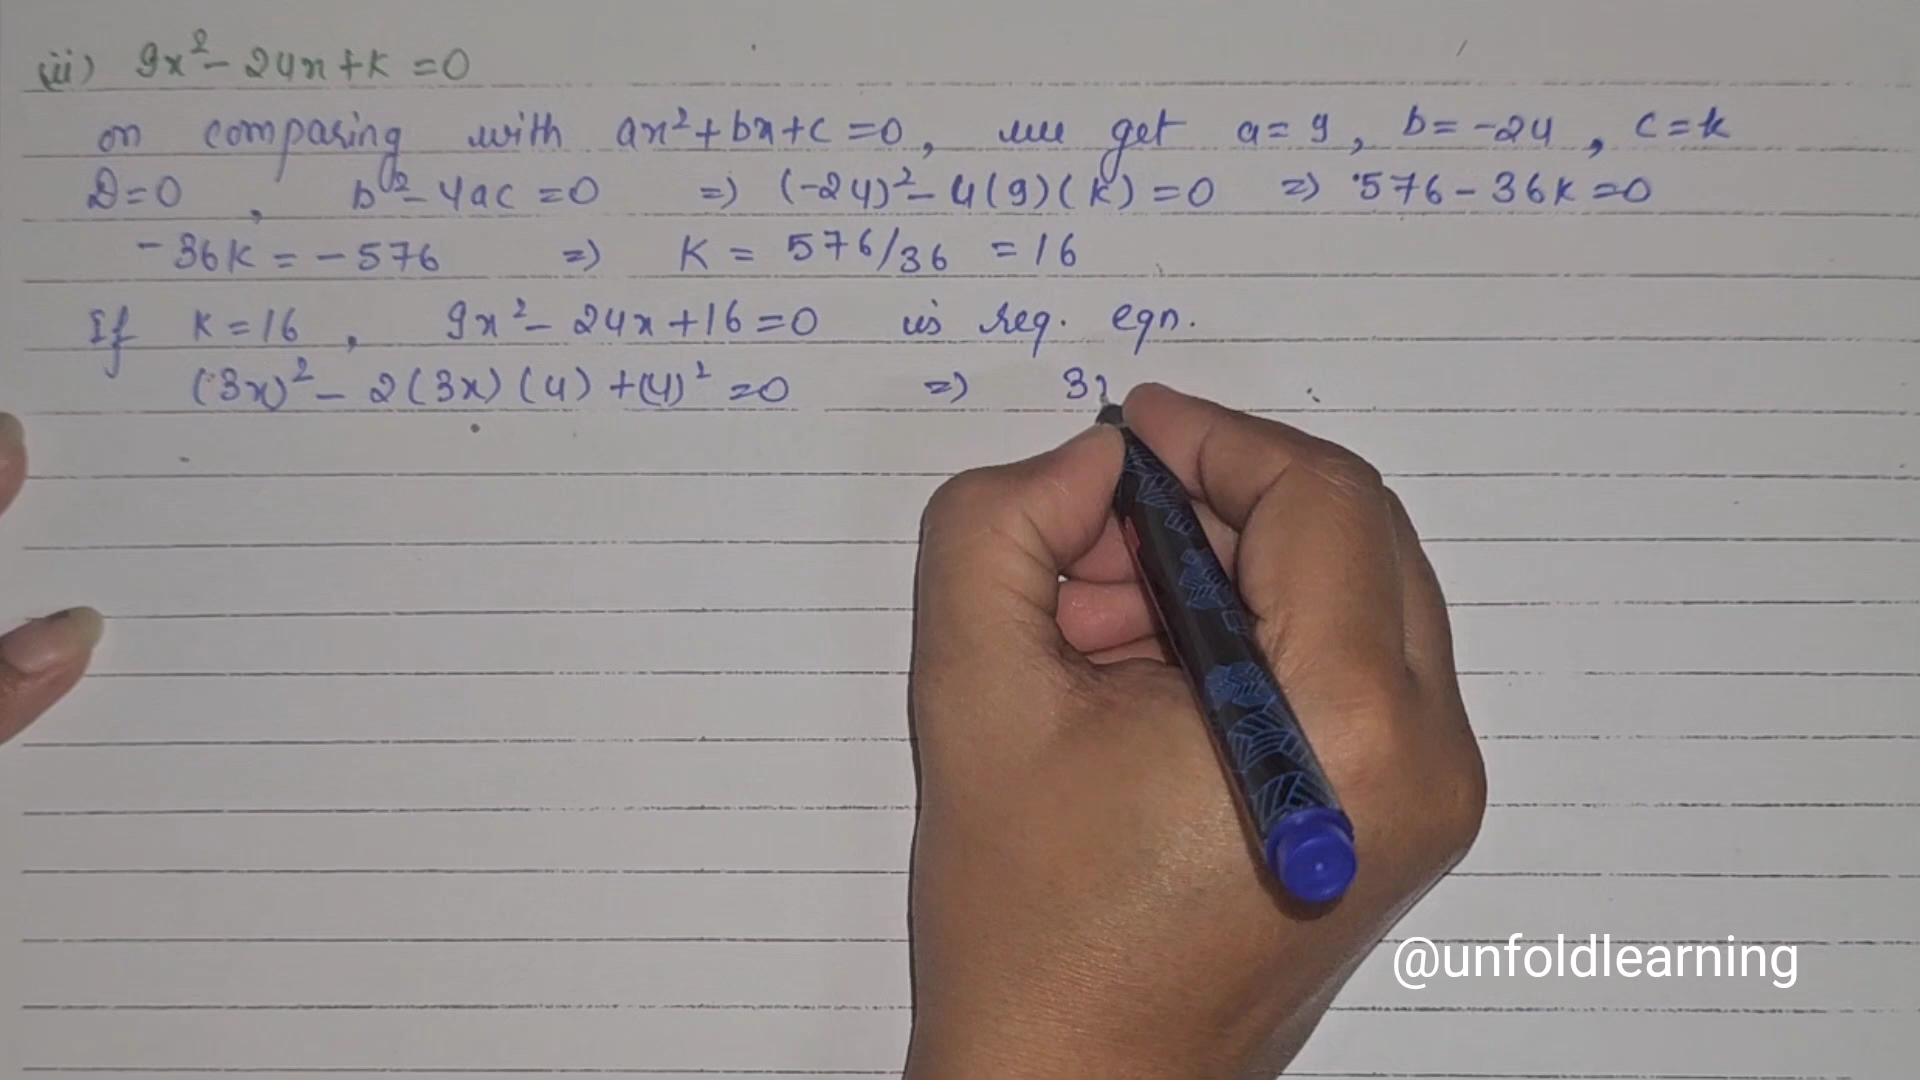 iii) 9x² - 24x + k = 0
on comparing with ax² + bx + c = 0, we get a = 9, b = -24, c = k
D = 0, b² - 4ac = 0 => (-24)² - 4(9)(k) = 0 => 576 - 36k = 0
-36k = -576 => K = 576/36 = 16
If K = 16, 9x² - 24x + 16 = 0 is req. eqn.
(3x)² - 2(3x)(4) + (4)² = 0 => 3
@unfoldlearning